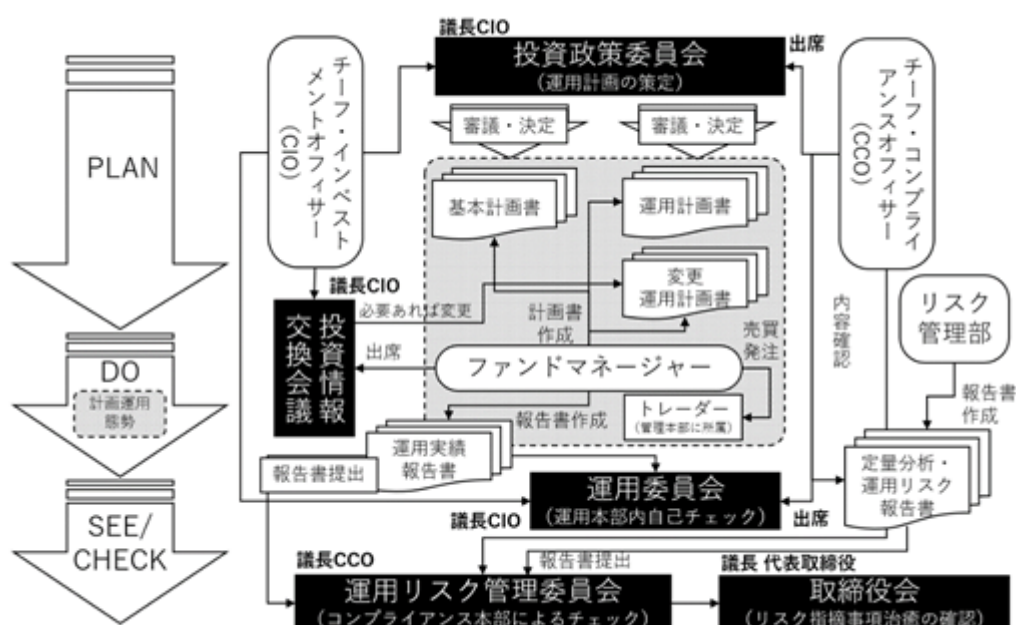 議長CIO
投資政策委員会
(運用計画の策定)
出席
チーフ・インベスト
メントオフィサー
(CIO)
チーフ・コンプライ
アンスオフィサー
(CCO)
審議・決定
審議・決定
PLAN
基本計画書
運用計画書
変更
運用計画書
議長CIO
必要あれば変更
計画書
作成
売買
発注
内容確認
リスク
管理部
投資情報
交換会議
出席
ファンドマネージャー
DO
計画運用
態勢
報告書作成
トレーダー
(管理本部に所属)
報告書
作成
運用実績
報告書
報告書提出
定量分析・
運用リスク
報告書
運用委員会
(運用本部内自己チェック)
議長CIO
出席
SEE/
CHECK
議長CCO
報告書提出
議長 代表取締役
運用リスク管理委員会
(コンプライアンス本部によるチェック)
取締役会
(リスク指摘事項治癒の確認)